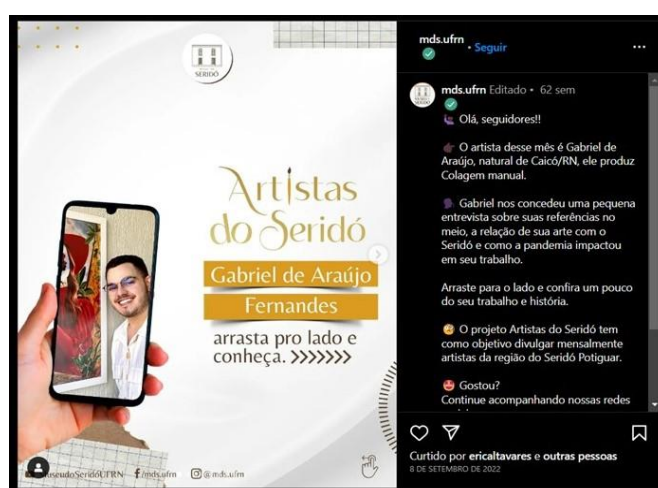 SERIDÓ
Artistas
do Seridó
Gabriel de Araújo
Fernandes
arrasta pro lado e
conheça. >>>>>>>
MuseudoSeridóUFRN
/mds.ufrn
@mds.ufrn
mds.ufrn
• Seguir
mds.ufrn Editado • 62 sem
Olá, seguidores!!
O artista desse mês é Gabriel de
Araújo, natural de Caicó/RN, ele produz
Colagem manual.
Gabriel nos concedeu uma pequena
entrevista sobre suas referências no
meio, a relação de sua arte com o
Seridó e como a pandemia impactou
em seu trabalho.
Arraste para o lado e confira um pouco
do seu trabalho e história.
O projeto Artistas do Seridó tem
como objetivo divulgar mensalmente
artistas da região do Seridó Potiguar.
Gostou?
Continue acompanhando nossas redes
Curtido por ericaltavares e outras pessoas
8 DE SETEMBRO DE 2022